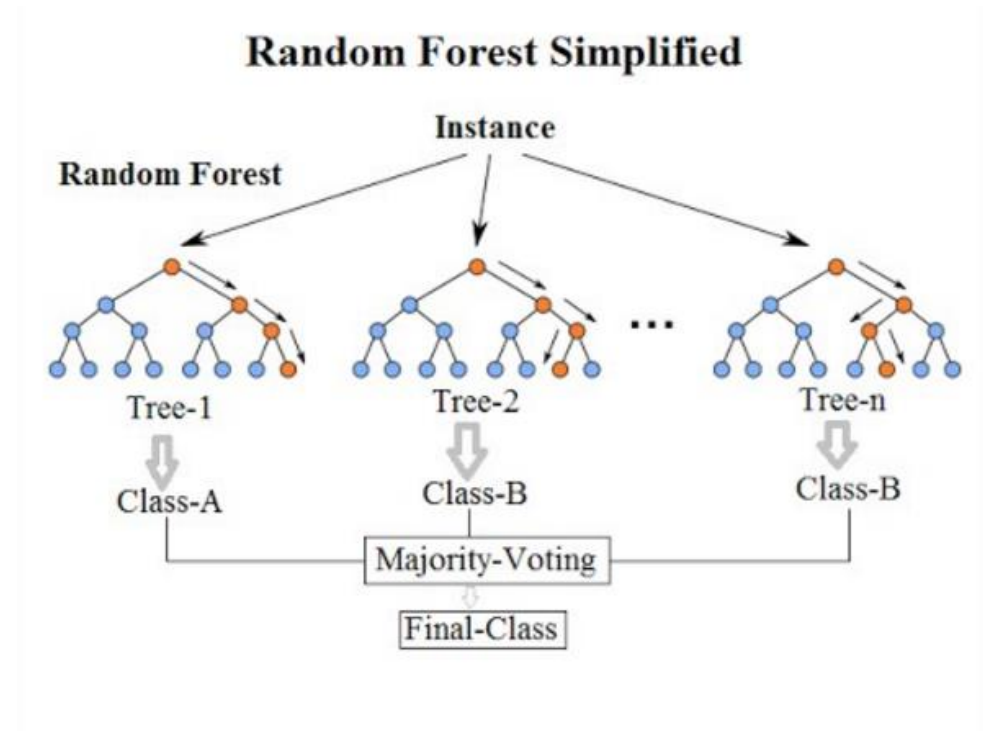 Random Forest Simplified
Instance
Random Forest
...
Tree-1
Tree-2
Tree-n
Class-A
Class-B
Class-B
Majority-Voting
Final-Class